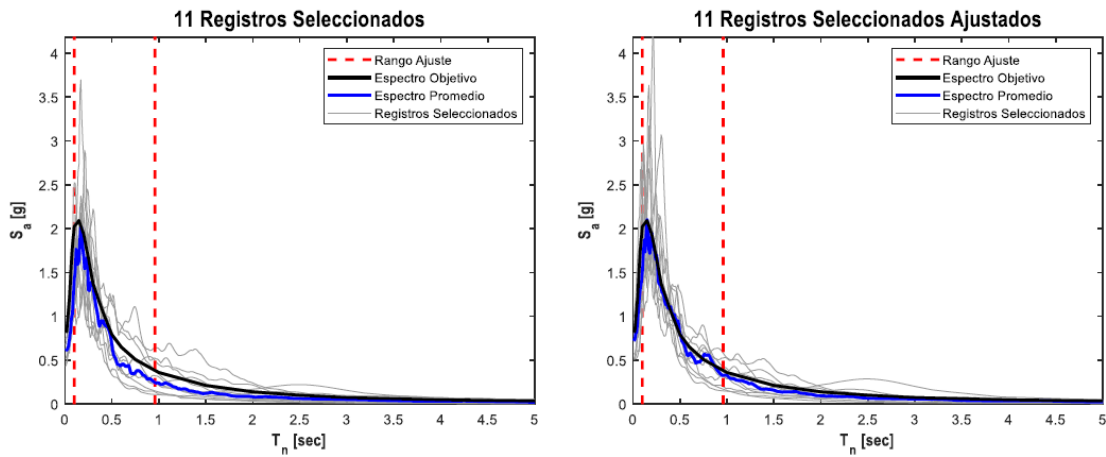 11 Registros Seleccionados
4
3.5
3
2.5
2
1.5
1
0.5
0
S_a [g]
0 0.5 1 1.5 2 2.5 3 3.5 4 4.5 5
T_n [sec]
Rango Ajuste
Espectro Objetivo
Espectro Promedio
Registros Seleccionados
11 Registros Seleccionados Ajustados
4
3.5
3
2.5
2
1.5
1
0.5
0
S_a [g]
0 0.5 1 1.5 2 2.5 3 3.5 4 4.5 5
T_n [sec]
Rango Ajuste
Espectro Objetivo
Espectro Promedio
Registros Seleccionados